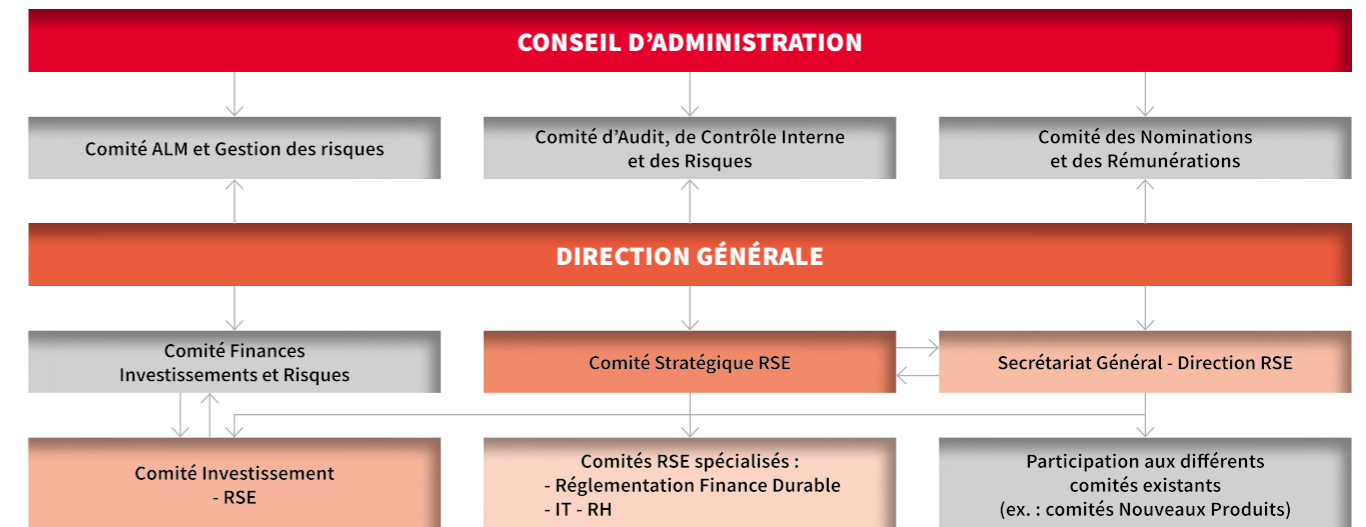 CONSEIL D’ADMINISTRATION
Comité ALM et Gestion des risques
Comité d’Audit, de Contrôle Interne
et des Risques
Comité des Nominations
et des Rémunérations
DIRECTION GÉNÉRALE
Comité Finances
Investissements et Risques
Comité Stratégique RSE
Secrétariat Général - Direction RSE
Comité Investissement
- RSE
Comités RSE spécialisés :
- Réglementation Finance Durable
- IT - RH
Participation aux différents
comités existants
(ex. : comités Nouveaux Produits)